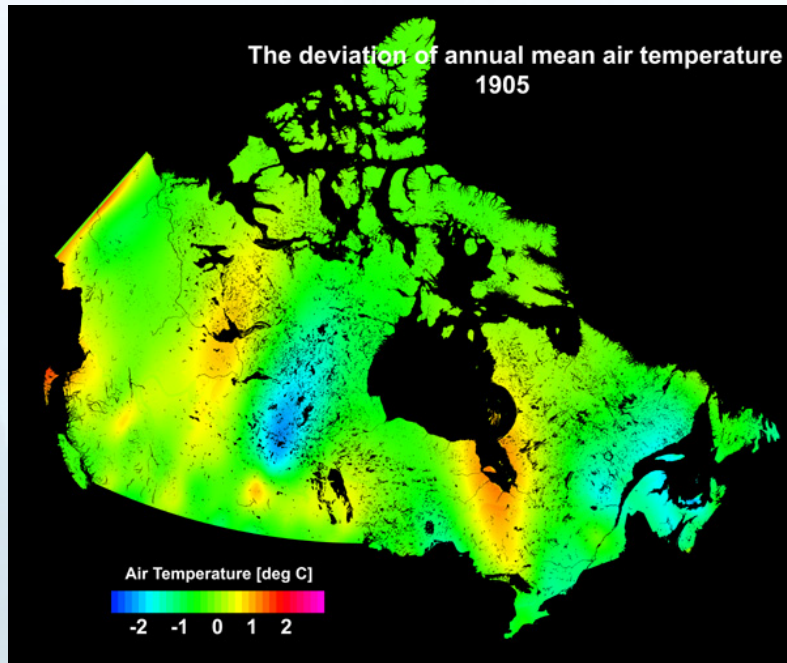 The deviation of annual mean air temperature
1905
Air Temperature [deg C]
-2 -1 0 1 2